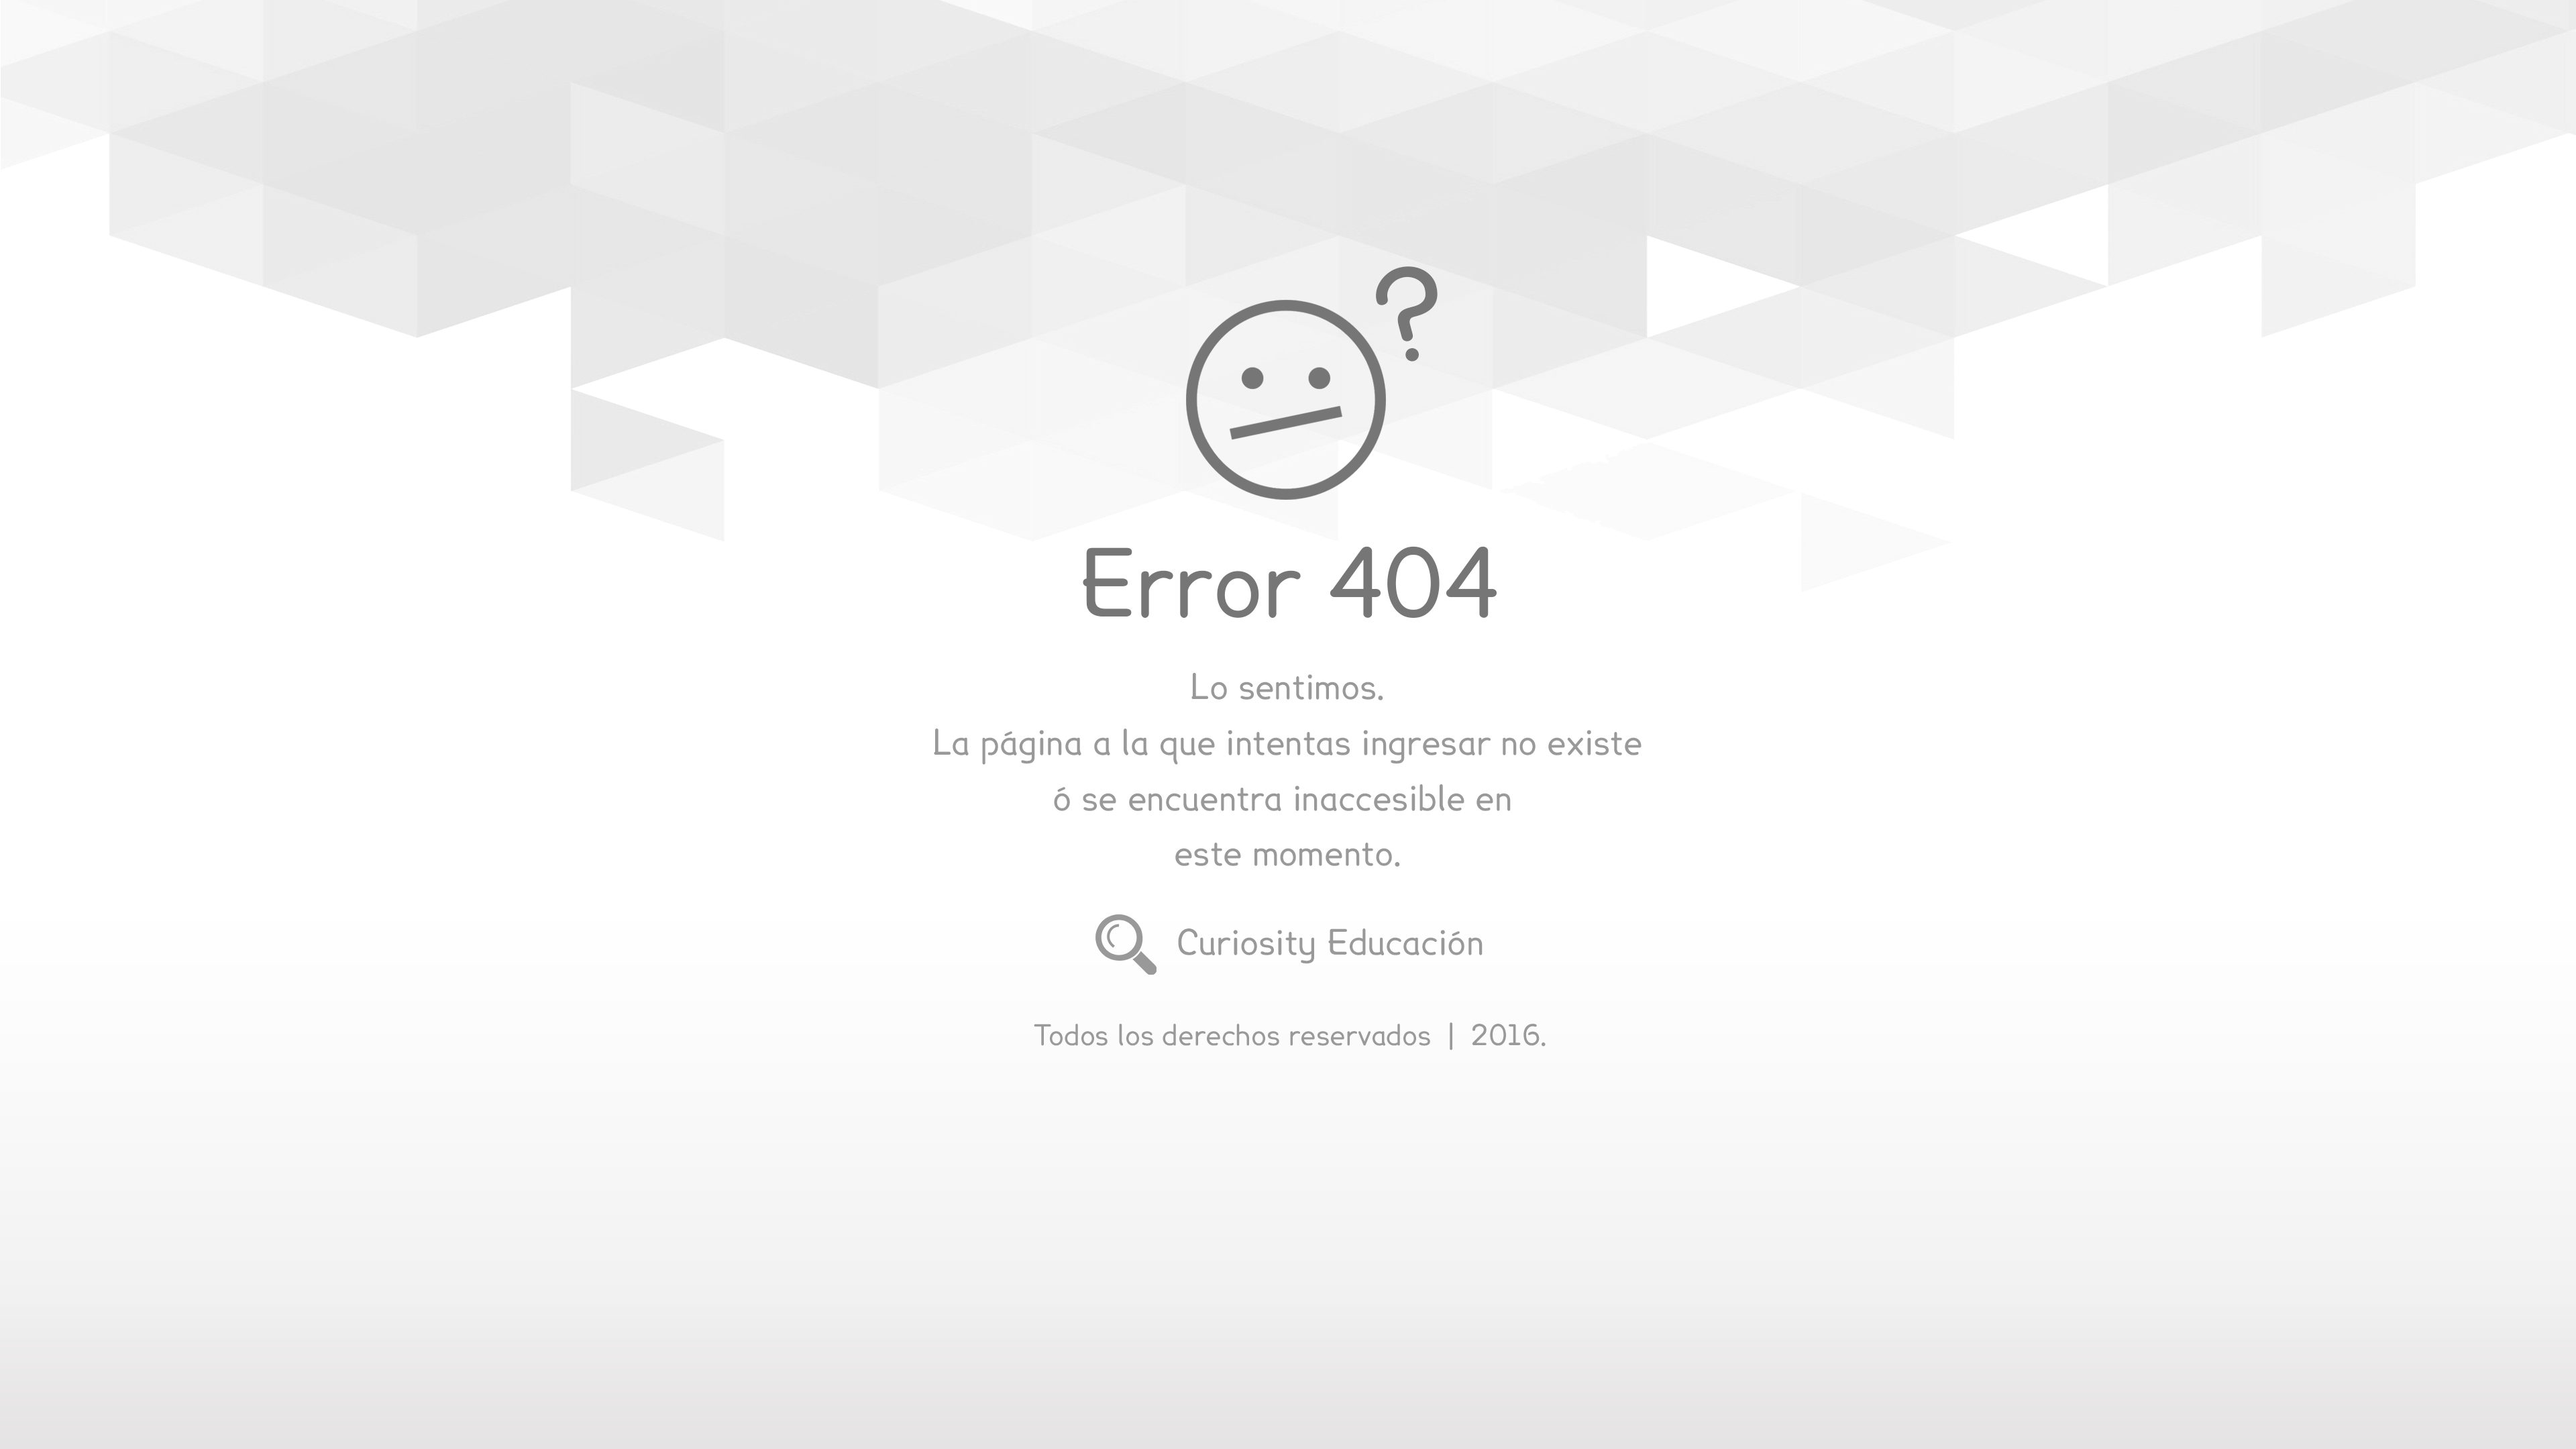 ?
Error 404
Lo sentimos.
La página a la que intentas ingresar no existe
ó se encuentra inaccesible en
este momento.
Curiosity Educación
Todos los derechos reservados | 2016.